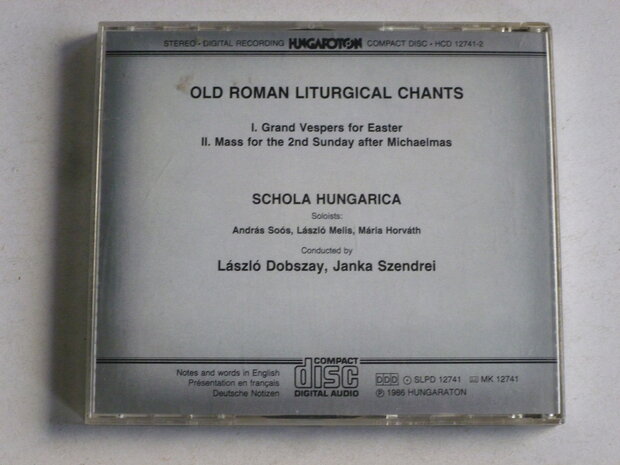 STEREO - DIGITAL RECORDING HUNGAROTON COMPACT DISC - HCD 12741-2
OLD ROMAN LITURGICAL CHANTS
I. Grand Vespers for Easter
II. Mass for the 2nd Sunday after Michaelmas
SCHOLA HUNGARICA
Soloists:
András Soós, László Melis, Mária Horváth
Conducted by
László Dobszay, Janka Szendrei
Notes and words in English
Présentation en français
Deutsche Notizen
COMPACT
disc
DIGITAL AUDIO
DDD SLPD 12741 MK 12741
Ⓟ 1986 HUNGARATON